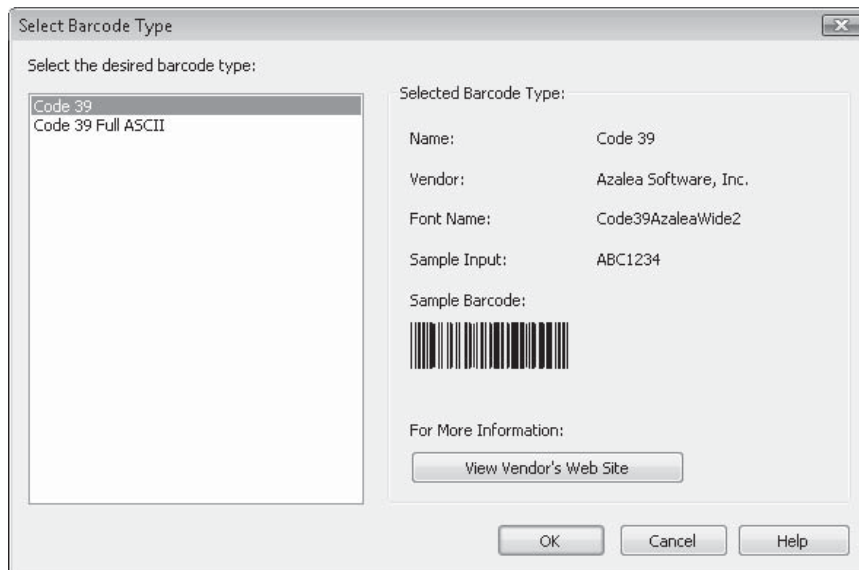 Select Barcode Type
Select the desired barcode type:
Code 39
Code 39 Full ASCII
Selected Barcode Type:
Name: Code 39
Vendor: Azalea Software, Inc.
Font Name: Code39AzaleaWide2
Sample Input: ABC1234
Sample Barcode:
For More Information:
View Vendor's Web Site
OK Cancel Help